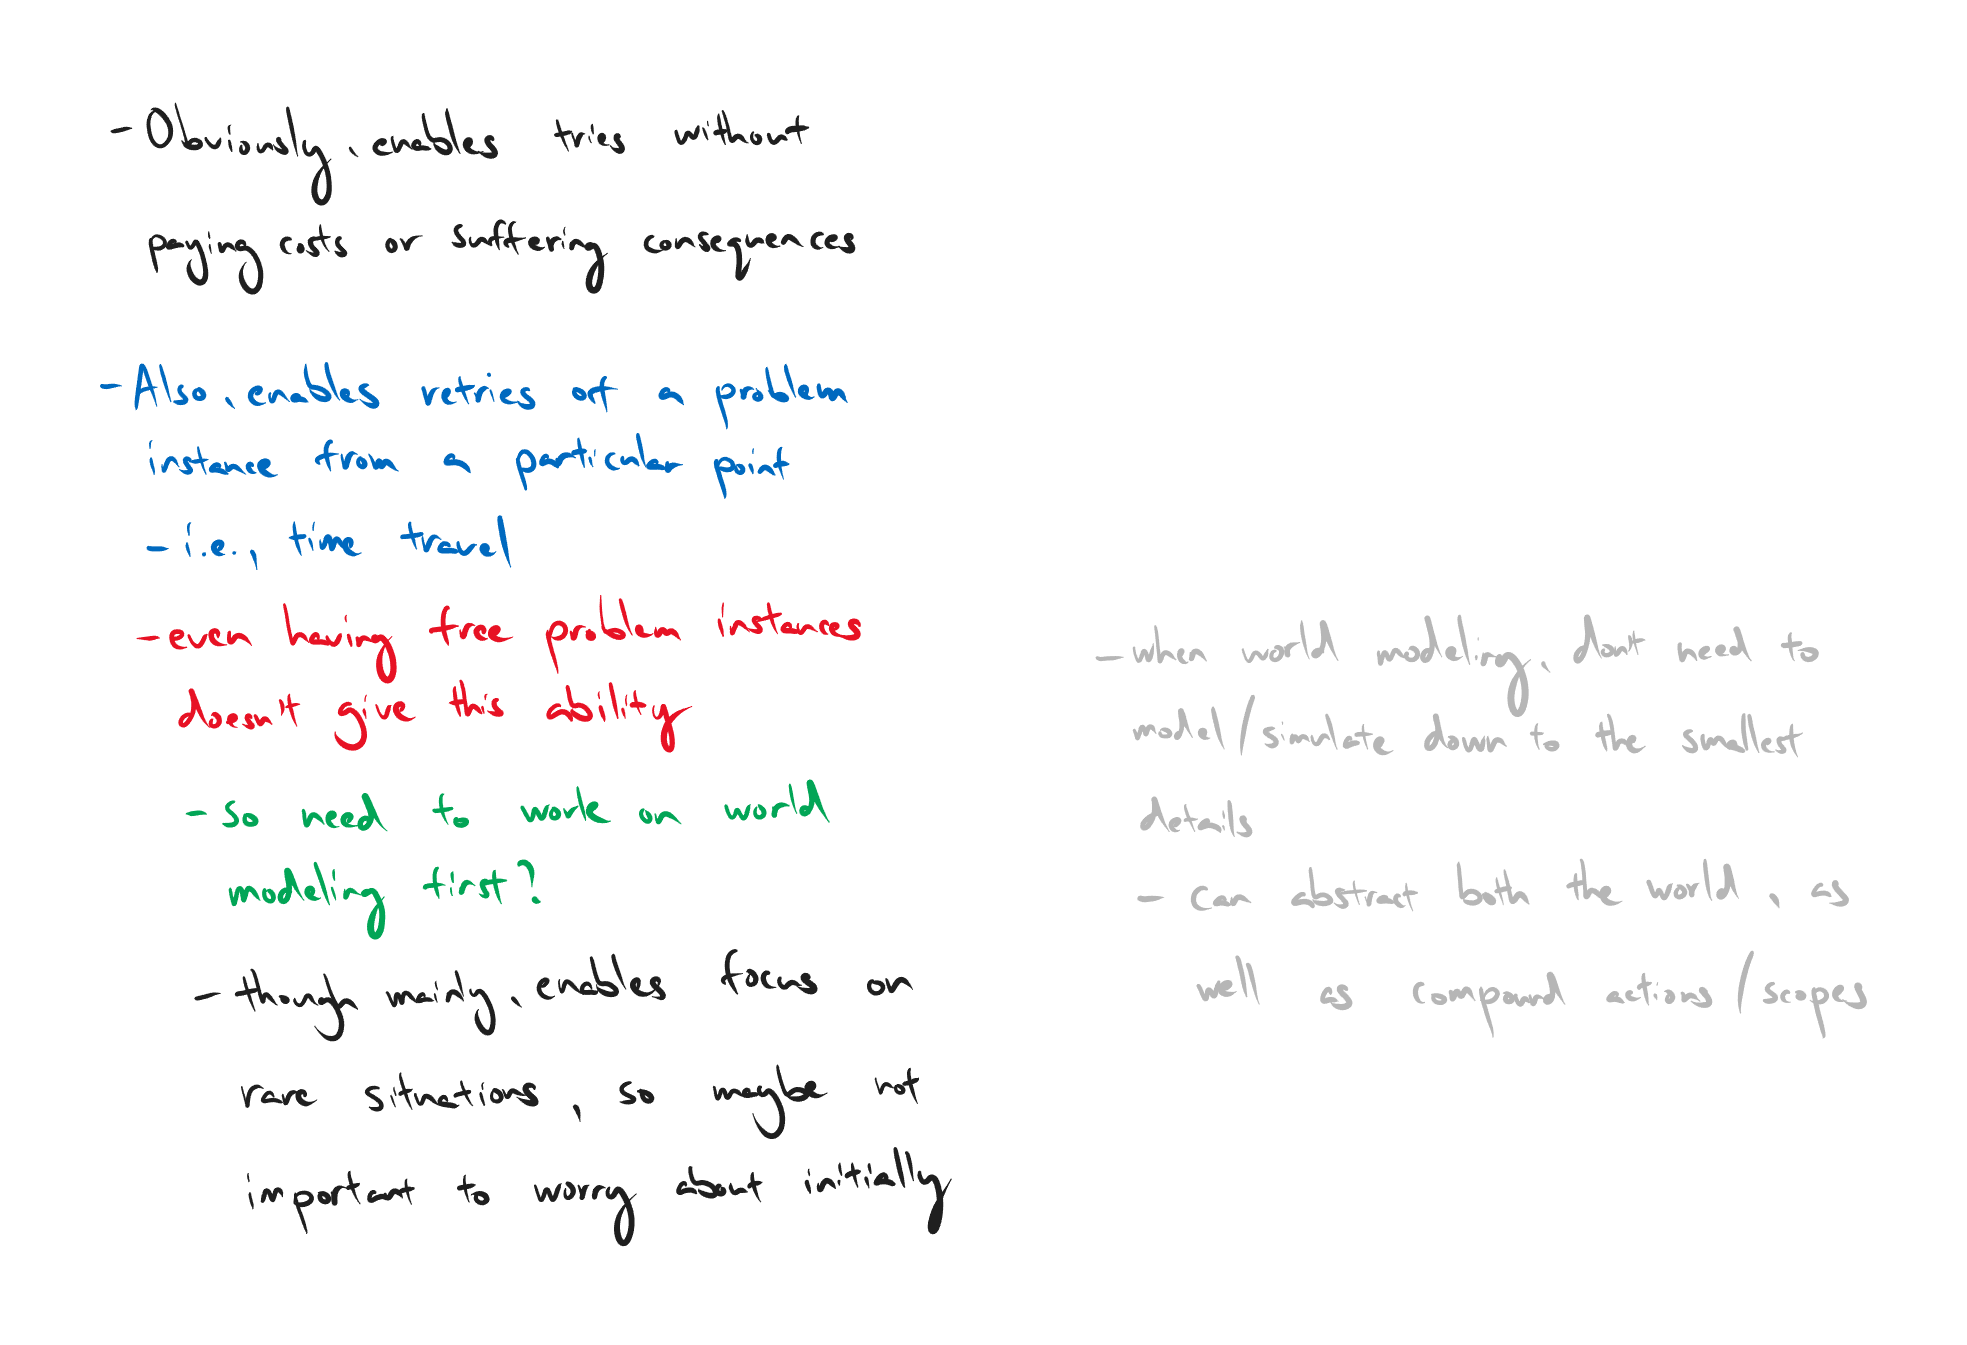 - Obviously, enables tries without
paying costs or suffering consequences
- Also, enables retries of a problem
instance from a particular point
- i.e., time travel
- even having free problem instances
doesn't give this ability
- so need to work on world
modeling first?
- though mainly, enables focus on
rare situations, so maybe not
important to worry about initially
- when world modeling, don't need to
model/simulate down to the smallest
details
- can abstract both the world, as
well as compound actions/scopes